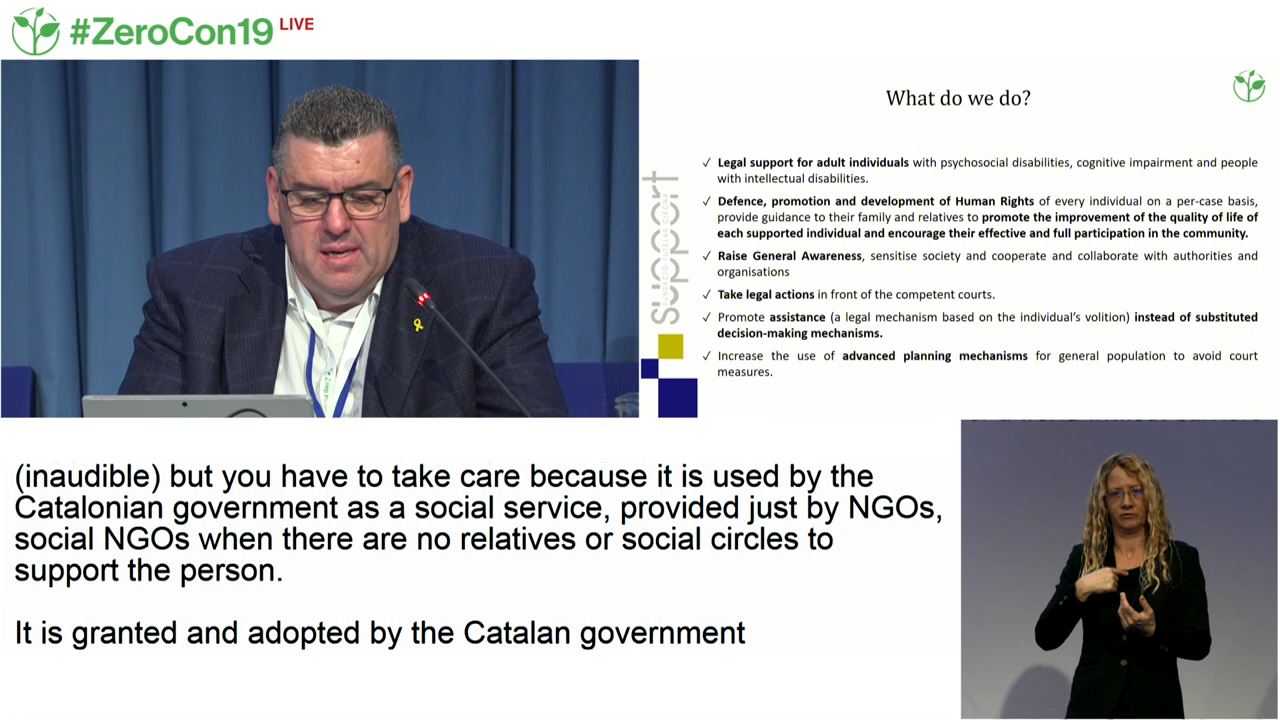 #ZeroCon19 LIVE
What do we do?
✓ Legal support for adult individuals with psychosocial disabilities, cognitive impairment and people
with intellectual disabilities.
✓ Defence, promotion and development of Human Rights of every individual on a per-case basis,
provide guidance to their family and relatives to promote the improvement of the quality of life of
each supported individual and encourage their effective and full participation in the community.
✓ Raise General Awareness, sensitise society and cooperate and collaborate with authorities and
organisations
✓ Take legal actions in front of the competent courts.
✓ Promote assistance (a legal mechanism based on the individual's volition) instead of substituted
decision-making mechanisms.
✓ Increase the use of advanced planning mechanisms for general population to avoid court
measures.
support
FUNDACIÓ TUTELAR GIRONA
(inaudible) but you have to take care because it is used by the
Catalonian government as a social service, provided just by NGOs,
social NGOs when there are no relatives or social circles to
support the person.
It is granted and adopted by the Catalan government